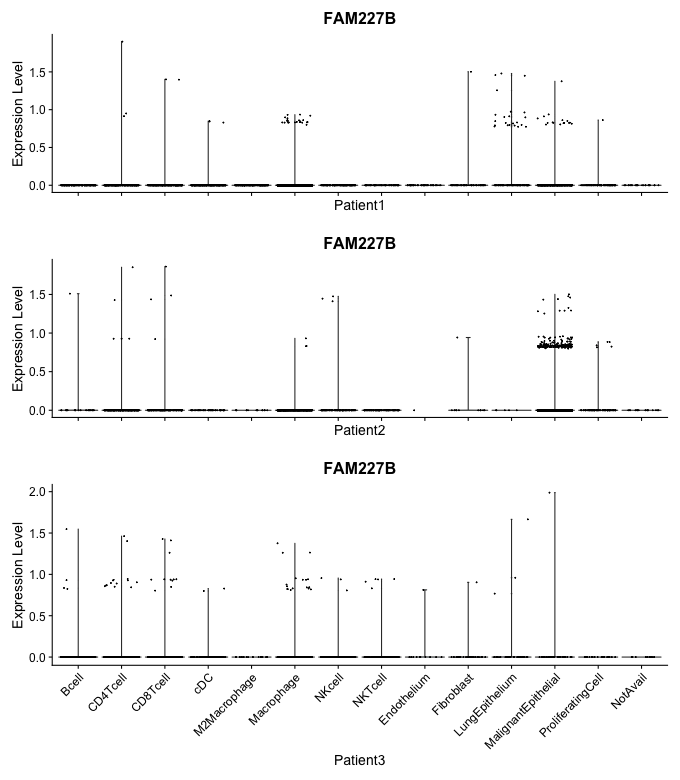 FAM227B
Expression Level
1.5
1.0
0.5
0.0
Patient1
FAM227B
Expression Level
1.5
1.0
0.5
0.0
Patient2
FAM227B
Expression Level
2.0
1.5
1.0
0.5
0.0
Bcell
CD4Tcell
CD8Tcell
cDC
M2Macrophage
Macrophage
NKcell
NKTcell
Endothelium
Fibroblast
LungEpithelium
MalignantEpithelial
ProliferatingCell
NotAvail
Patient3